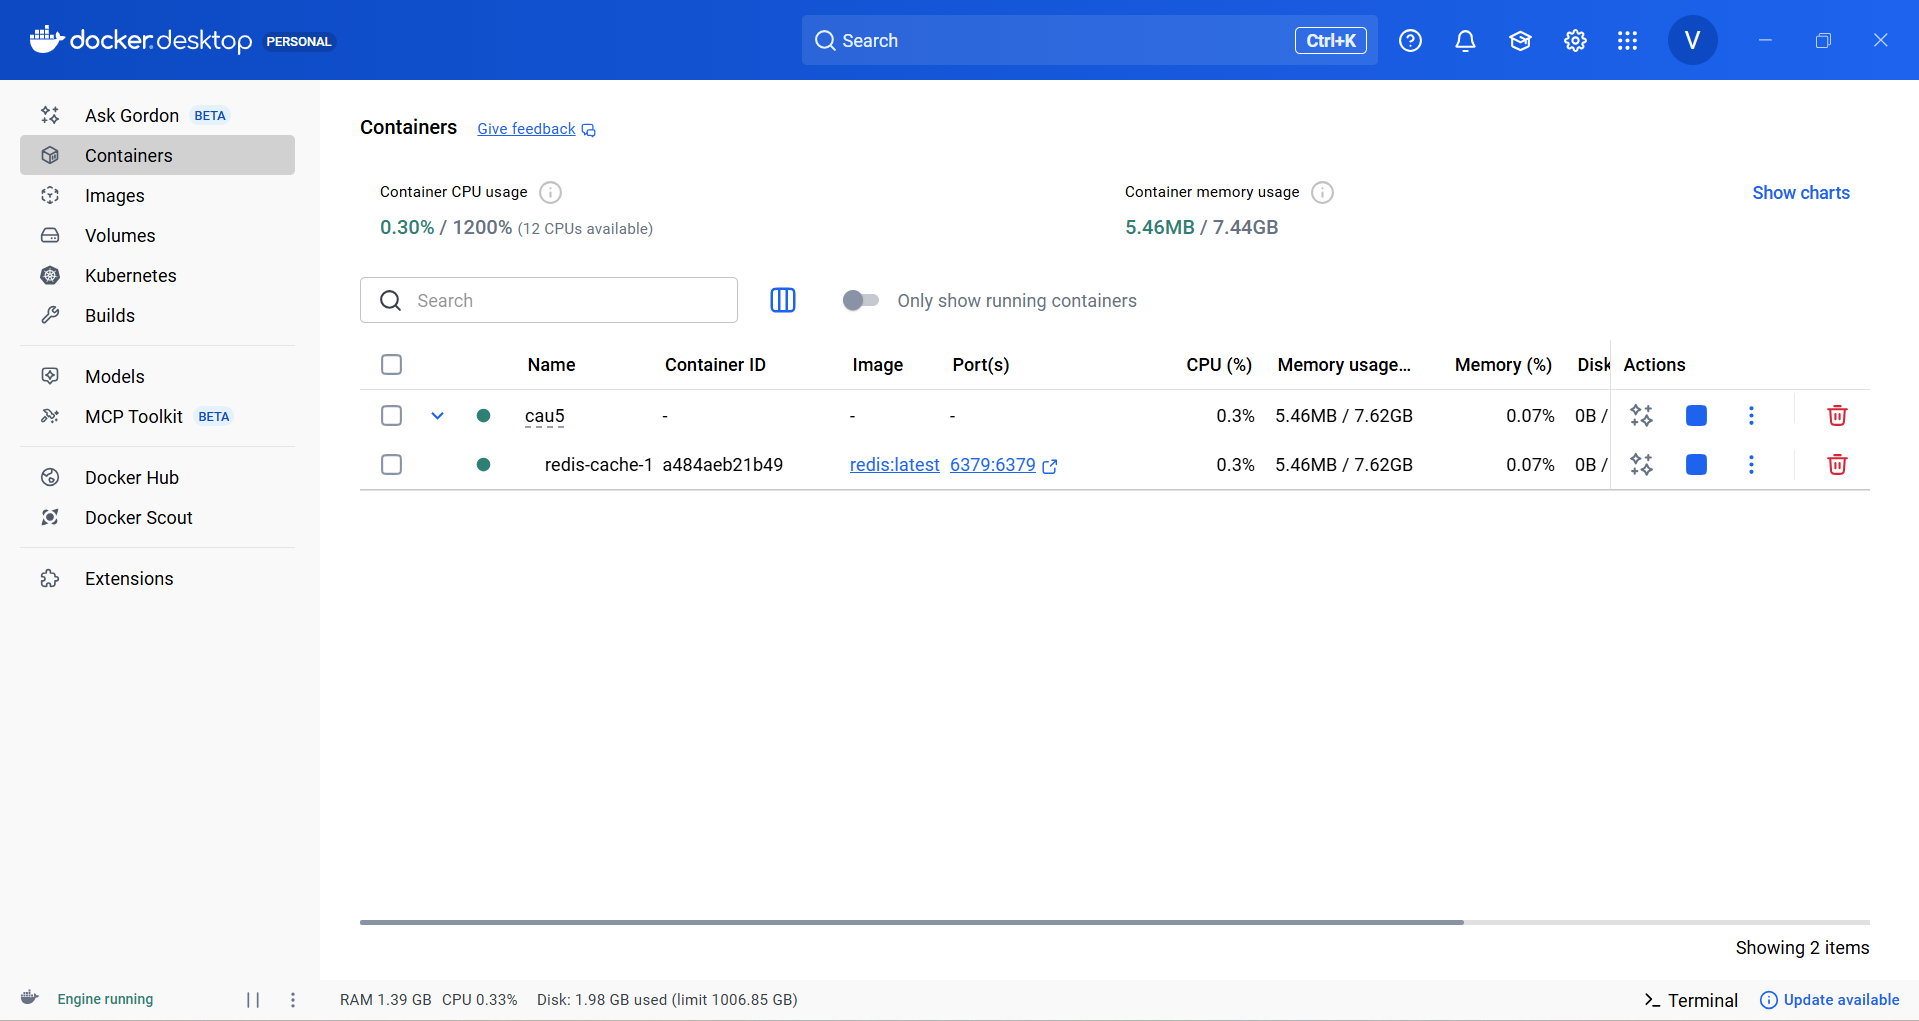 docker.desktop PERSONAL
Search Ctrl+K
V
Ask Gordon BETA
Containers
Images
Volumes
Kubernetes
Builds
Models
MCP Toolkit BETA
Docker Hub
Docker Scout
Extensions
Containers Give feedback
Container CPU usage
0.30% / 1200% (12 CPUs available)
Container memory usage
5.46MB / 7.44GB
Show charts
Search
Only show running containers
Name Container ID Image Port(s) CPU (%) Memory usage... Memory (%) Disk Actions
cau5 - - - 0.3% 5.46MB / 7.62GB 0.07% 0B /
redis-cache-1 a484aeb21b49 redis:latest 6379:6379 0.3% 5.46MB / 7.62GB 0.07% 0B /
Showing 2 items
Engine running
RAM 1.39 GB CPU 0.33% Disk: 1.98 GB used (limit 1006.85 GB)
Terminal
Update available